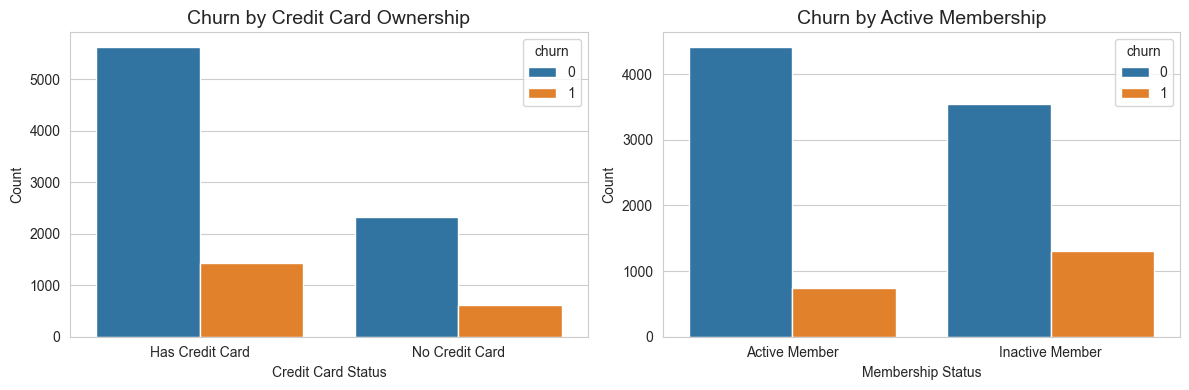 Churn by Credit Card Ownership
churn
0
1
5000
4000
3000
2000
1000
0
Count
Has Credit Card
No Credit Card
Credit Card Status
Churn by Active Membership
churn
0
1
4000
3000
2000
1000
0
Count
Active Member
Inactive Member
Membership Status